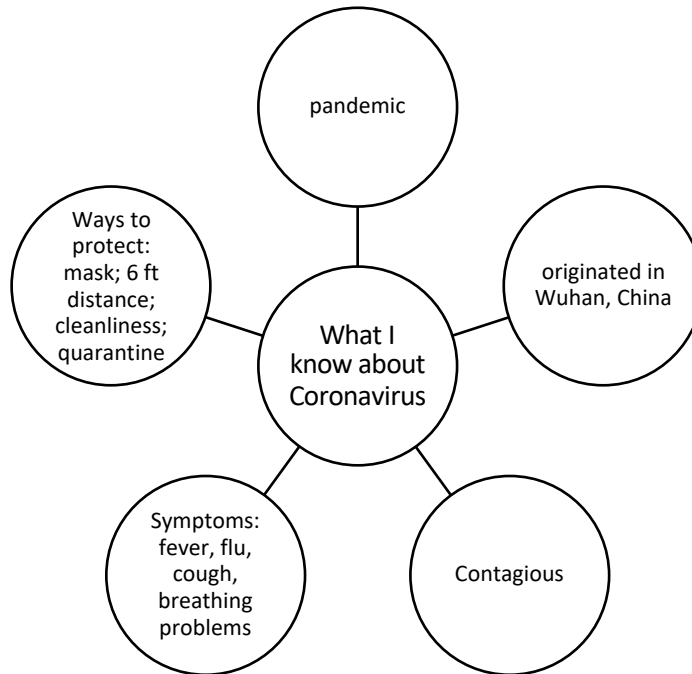 pandemic
originated in
Wuhan, China
Contagious
Symptoms:
fever, flu,
cough,
breathing
problems
Ways to
protect:
mask; 6 ft
distance;
cleanliness;
quarantine
What I
know about
Coronavirus